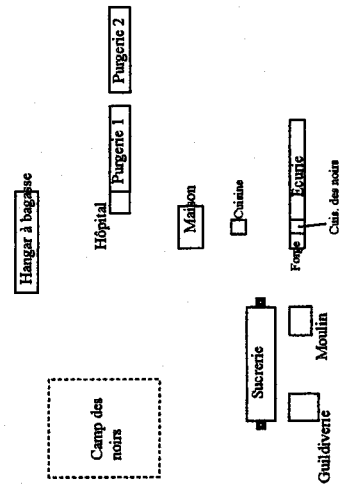 Purgerie 2
Purgerie 1
Hangar à bagasse
Hôpital
Maison
Cuisine
Ecurie
Forge
Cuis. des noirs
Sucrerie
Moulin
Guildiverie
Camp des
noirs